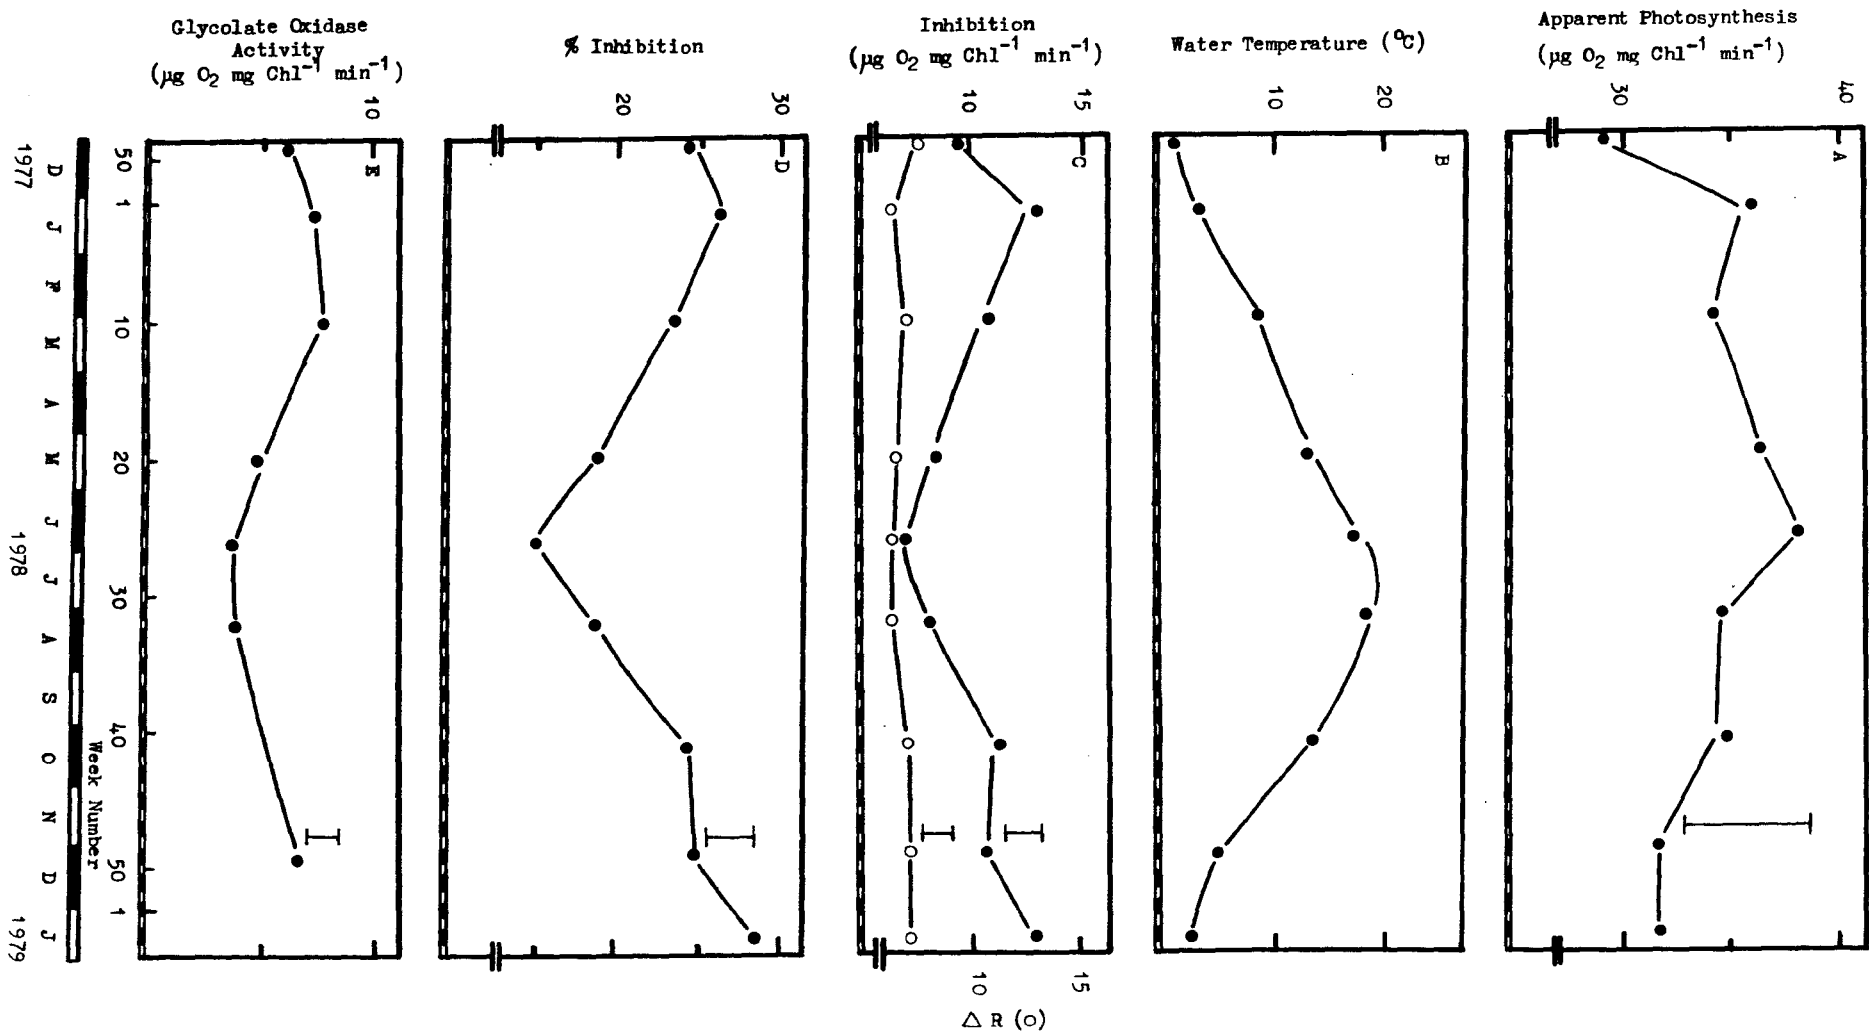 Glycolate Oxidase
Activity
(µg O₂ mg Chl⁻¹ min⁻¹)
% Inhibition
Inhibition
(µg O₂ mg Chl⁻¹ min⁻¹)
Water Temperature (°C)
Apparent Photosynthesis
(µg O₂ mg Chl⁻¹ min⁻¹)
10
20
30
10
15
10
20
30
40
E
D
C
B
A
50
1
10
20
30
40
50
1
Week Number
D
J
F
M
A
M
J
J
A
S
O
N
D
J
1977
1978
1979
10
15
Δ R (o)